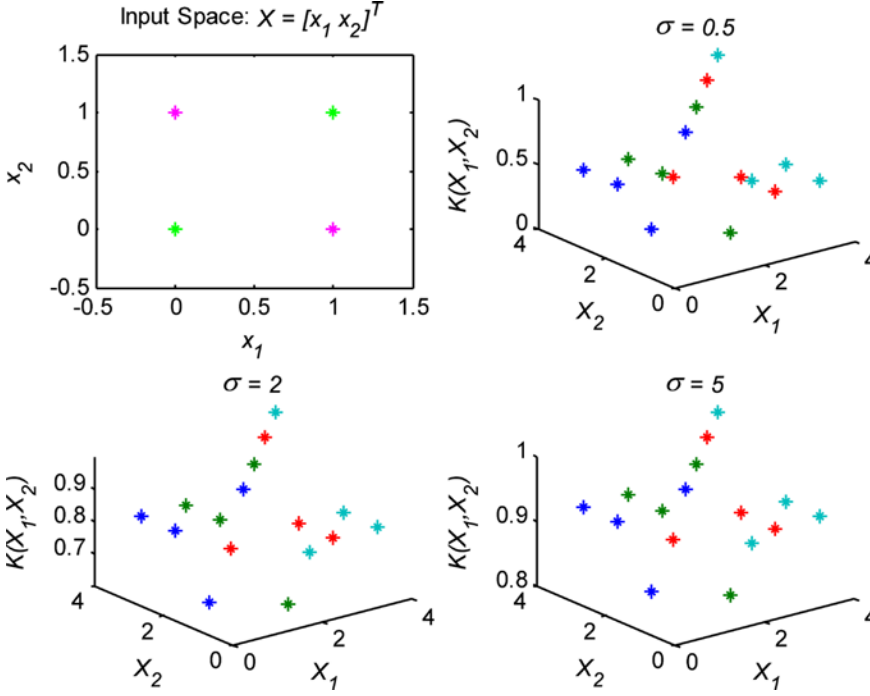 Input Space: X = [x₁ x₂]ᵀ
1.5
1
0.5
0
-0.5
-0.5
0
0.5
1
1.5
x₂
x₁
σ = 0.5
1
0.5
0
K(X₁,X₂)
4
2
0
X₂
0
2
4
X₁
σ = 2
0.9
0.8
0.7
K(X₁,X₂)
4
2
0
X₂
0
2
4
X₁
σ = 5
1
0.9
0.8
K(X₁,X₂)
4
2
0
X₂
0
2
4
X₁